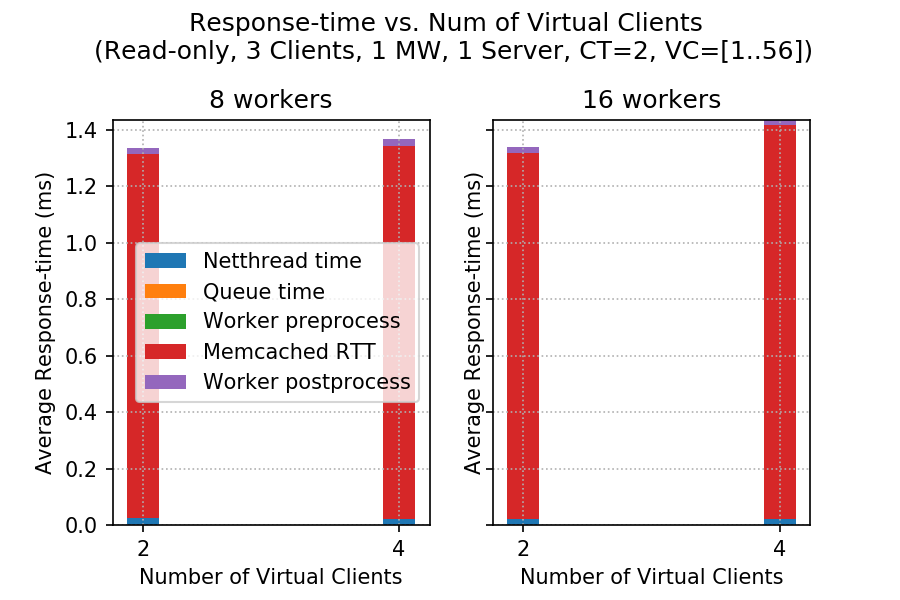 Response-time vs. Num of Virtual Clients
(Read-only, 3 Clients, 1 MW, 1 Server, CT=2, VC=[1..56])
8 workers
16 workers
Average Response-time (ms)
1.4
1.2
1.0
0.8
0.6
0.4
0.2
0.0
Netthread time
Queue time
Worker preprocess
Memcached RTT
Worker postprocess
2
4
Number of Virtual Clients
Average Response-time (ms)
2
4
Number of Virtual Clients